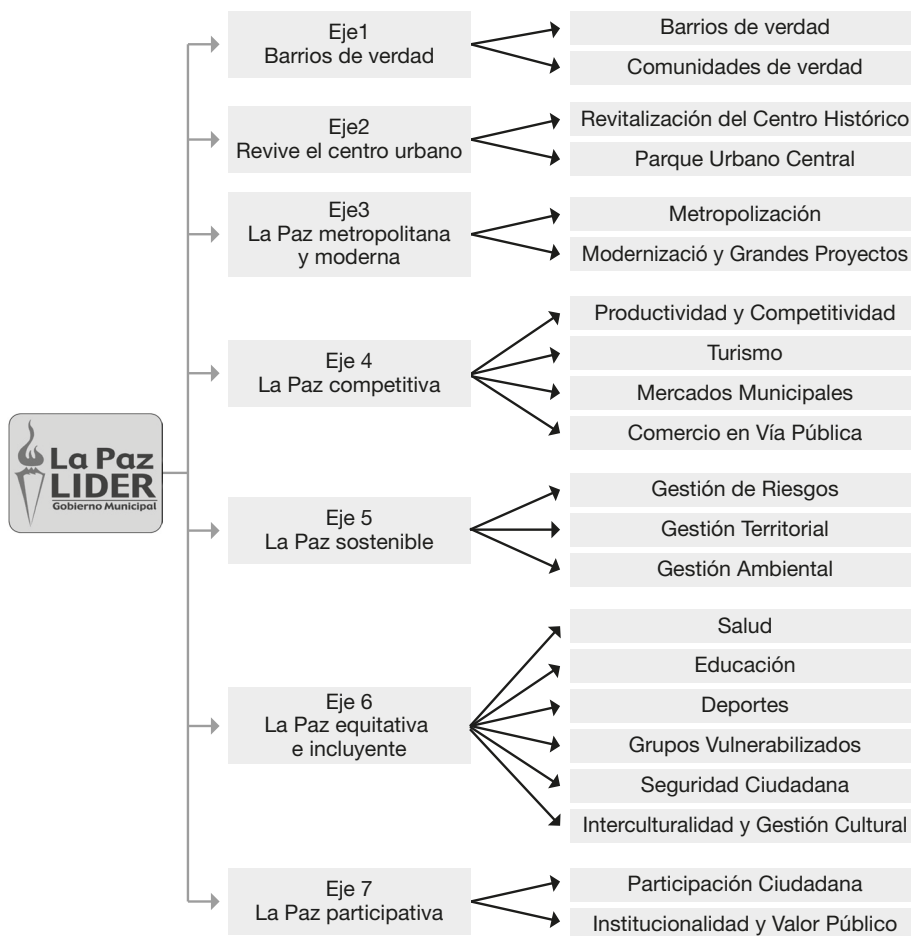 La Paz
LIDER
Gobierno Municipal
Eje1
Barrios de verdad
Barrios de verdad
Comunidades de verdad
Eje2
Revive el centro urbano
Revitalización del Centro Histórico
Parque Urbano Central
Eje3
La Paz metropolitana
y moderna
Metropolización
Modernizació y Grandes Proyectos
Eje 4
La Paz competitiva
Productividad y Competitividad
Turismo
Mercados Municipales
Comercio en Vía Pública
Eje 5
La Paz sostenible
Gestión de Riesgos
Gestión Territorial
Gestión Ambiental
Eje 6
La Paz equitativa
e incluyente
Salud
Educación
Deportes
Grupos Vulnerabilizados
Seguridad Ciudadana
Interculturalidad y Gestión Cultural
Eje 7
La Paz participativa
Participación Ciudadana
Institucionalidad y Valor Público